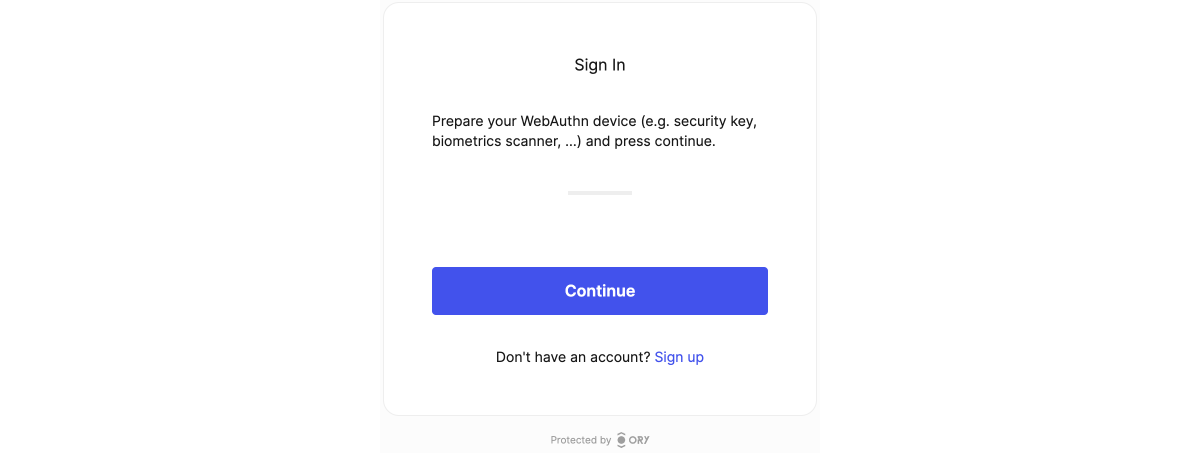 Sign In
Prepare your WebAuthn device (e.g. security key,
biometrics scanner, ...) and press continue.
Continue
Don't have an account? Sign up
Protected by ORY